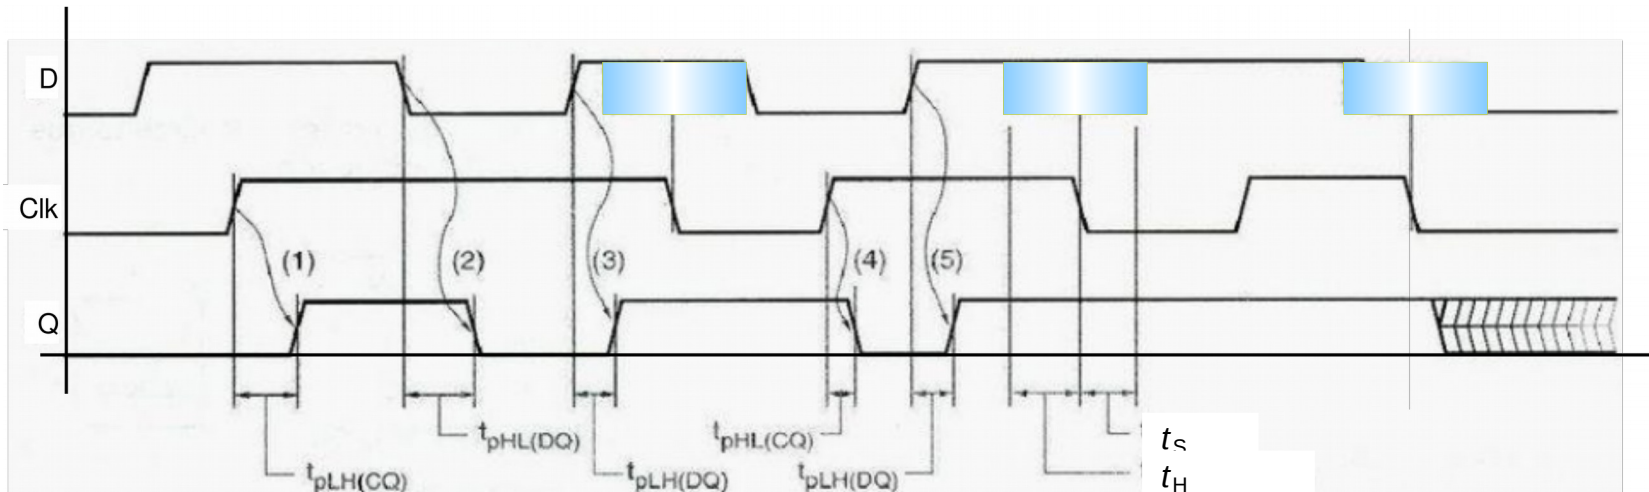 D
Clk
(1) (2) (3) (4) (5)
Q
tpHL(DQ) tpHL(CQ) tS
tpLH(CQ) tpLH(DQ) tpLH(DQ) tH